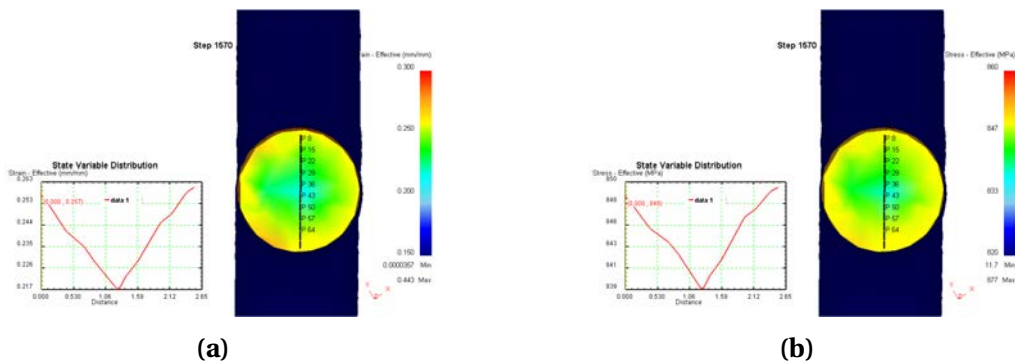 Step 1570
rain - Effective (mm/mm)
0.300
0.250
0.200
0.150
0.0000357 Min
0.443 Max
P 8
P 15
P 22
P 29
P 36
P 43
P 50
P 57
P 64
State Variable Distribution
Strain - Effective (mm/mm)
0.263
0.253
0.244
0.235
0.226
0.217
(0.000 , 0.257)
data 1
0.000 0.530 1.06 1.59 2.12 2.65
Distance
X Y Z
(a)
Step 1570
Stress - Effective (MPa)
860
847
833
820
11.7 Min
877 Max
P 8
P 15
P 22
P 29
P 36
P 43
P 50
P 57
P 64
State Variable Distribution
Stress - Effective (MPa)
850
848
845
843
841
839
data 1
0.000 0.530 1.06 1.59 2.12 2.65
Distance
X Y Z
(b)